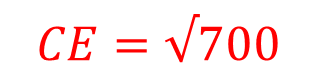 CE = √700